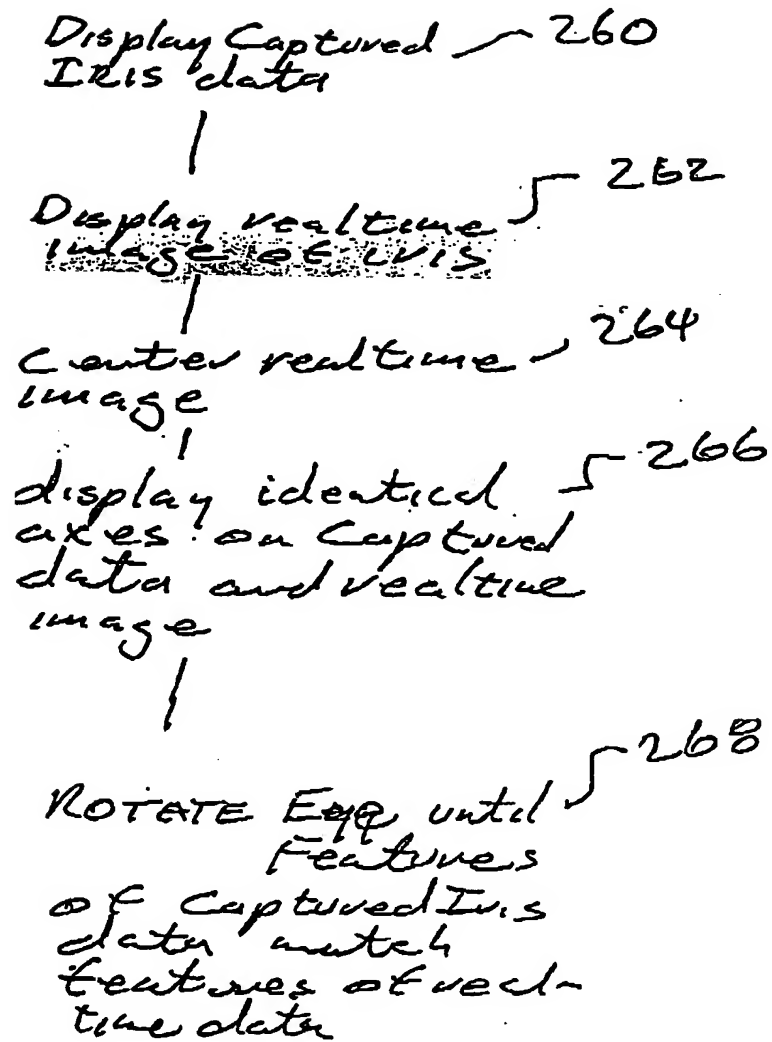 Display Captured 260
IRIS data
Display realtime 262
image of iris
Center realtime 264
image
display identical 266
axes on Captured
data and realtime
image
ROTATE Eye until 268
Features
of Captured Iris
data match
features of real-
time data